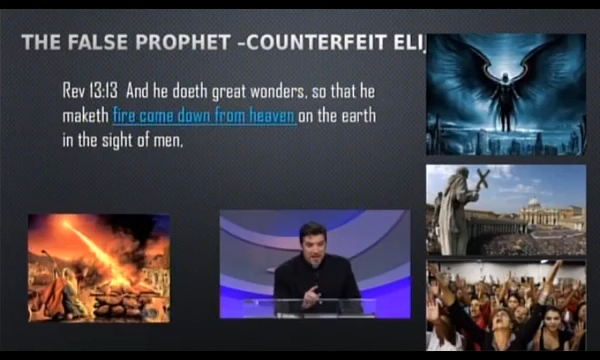 THE FALSE PROPHET –COUNTERFEIT ELIJ
Rev 13:13 And he doeth great wonders, so that he
maketh fire come down from heaven on the earth
in the sight of men,